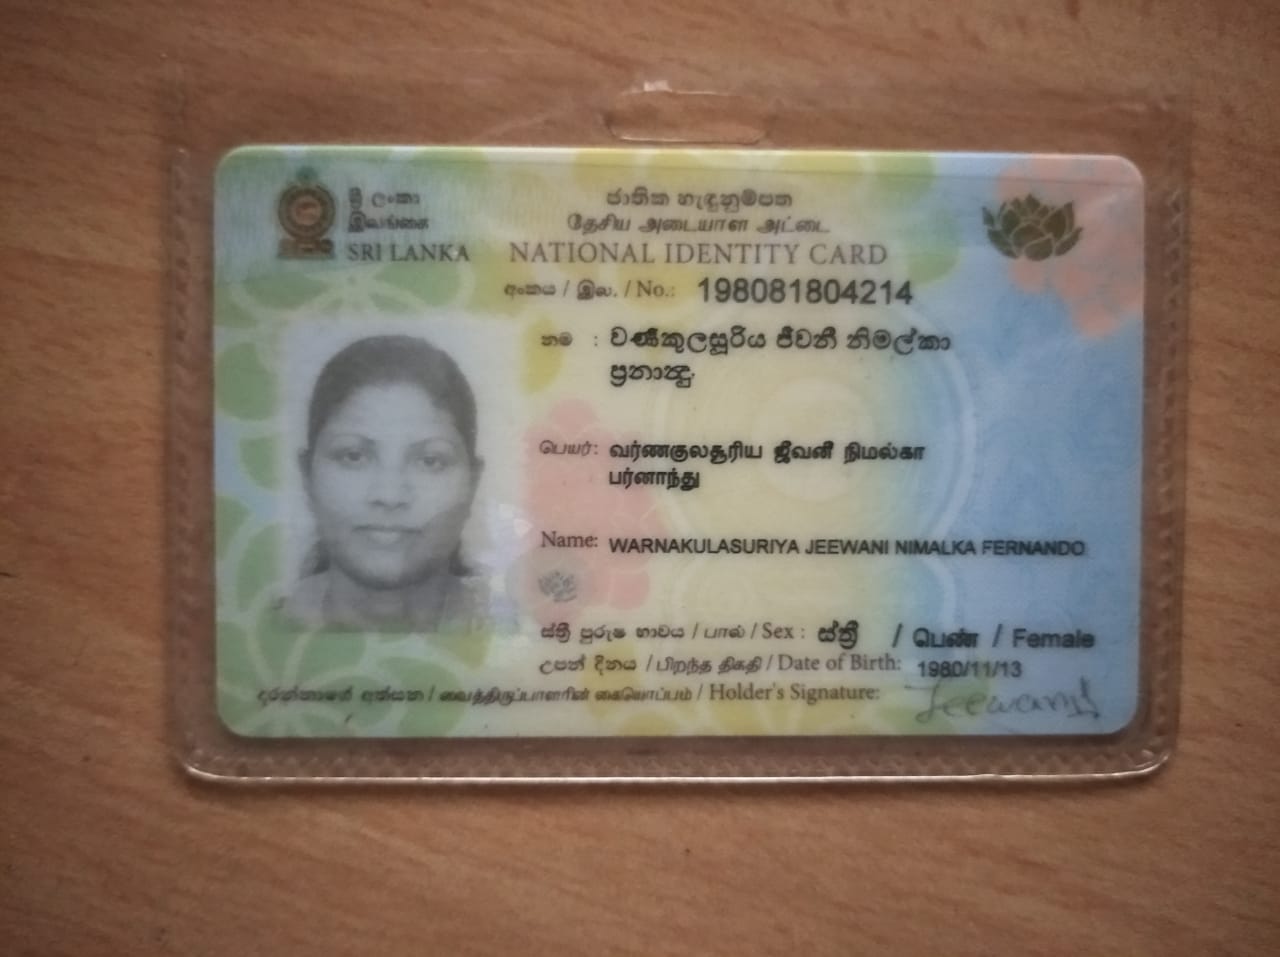 ශ්‍රී ලංකා
இலங்கை
SRI LANKA
ජාතික හැඳුනුම්පත
தேசிய அடையாள அட்டை
NATIONAL IDENTITY CARD
අංකය / இல. / No.: 198081804214
නම : වර්ණකුලසූරිය ජීවනී නිමල්කා
ප්‍රනාන්දු
பெயர்: வர்ணகுலசூரிய ஜீவனீ நிமல்கா
பர்னாந்து
Name: WARNAKULASURIYA JEEWANI NIMALKA FERNANDO
ස්ත්‍රී පුරුෂ භාවය / பால் / Sex : ස්ත්‍රී / பெண் / Female
උපන් දිනය / பிறந்த திகதி / Date of Birth: 1980/11/13
දරන්නාගේ අත්සන / வைத்திருப்பாளரின் கையொப்பம் / Holder's Signature: Jeewani